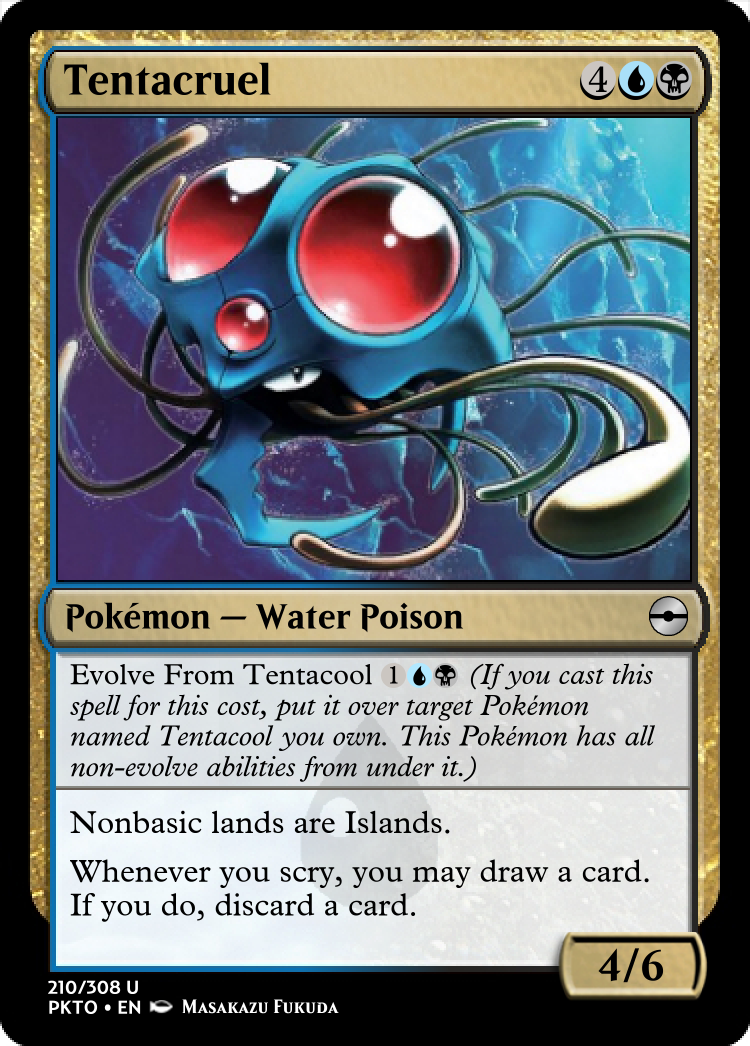 Tentacruel 4
Pokémon — Water Poison
Evolve From Tentacool 1 (If you cast this
spell for this cost, put it over target Pokémon
named Tentacool you own. This Pokémon has all
non-evolve abilities from under it.)
Nonbasic lands are Islands.
Whenever you scry, you may draw a card.
If you do, discard a card.
4/6
210/308 U
PKTO • EN Masakazu Fukuda